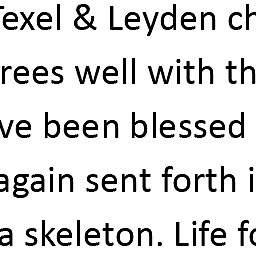 Texel & Leyden ch
rees well with th
ve been blessed
again sent forth i
a skeleton. Life fo